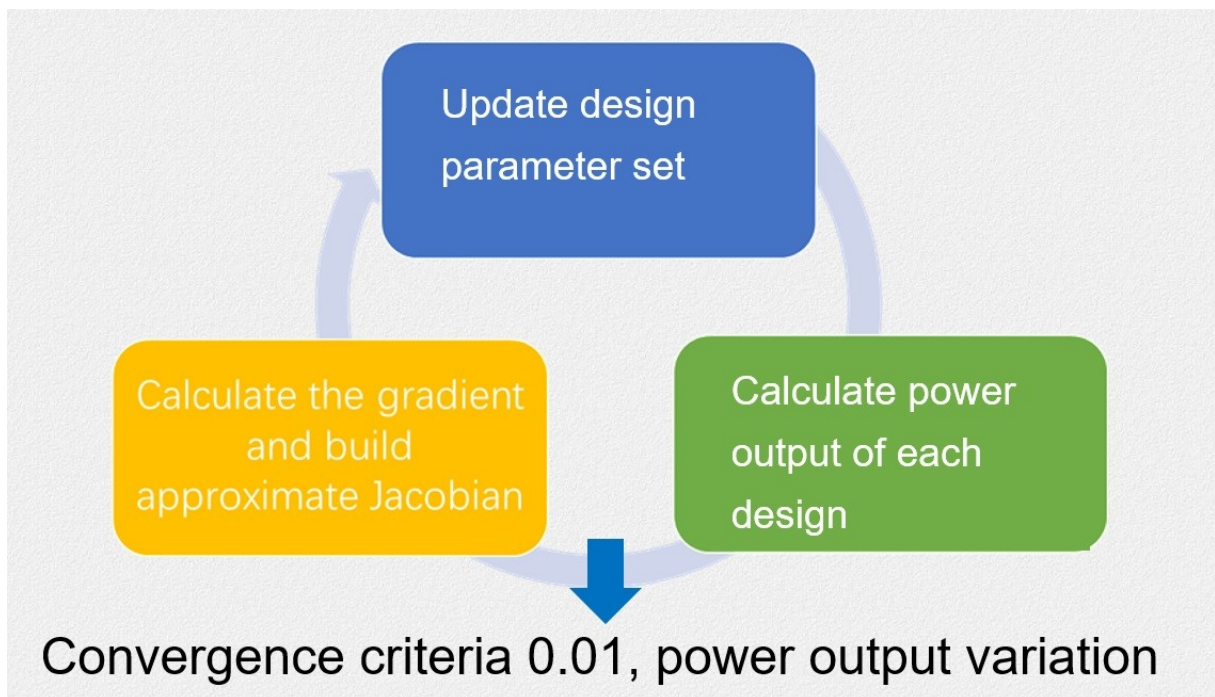 Update design
parameter set
Calculate power
output of each
design
Calculate the gradient
and build
approximate Jacobian
Convergence criteria 0.01, power output variation